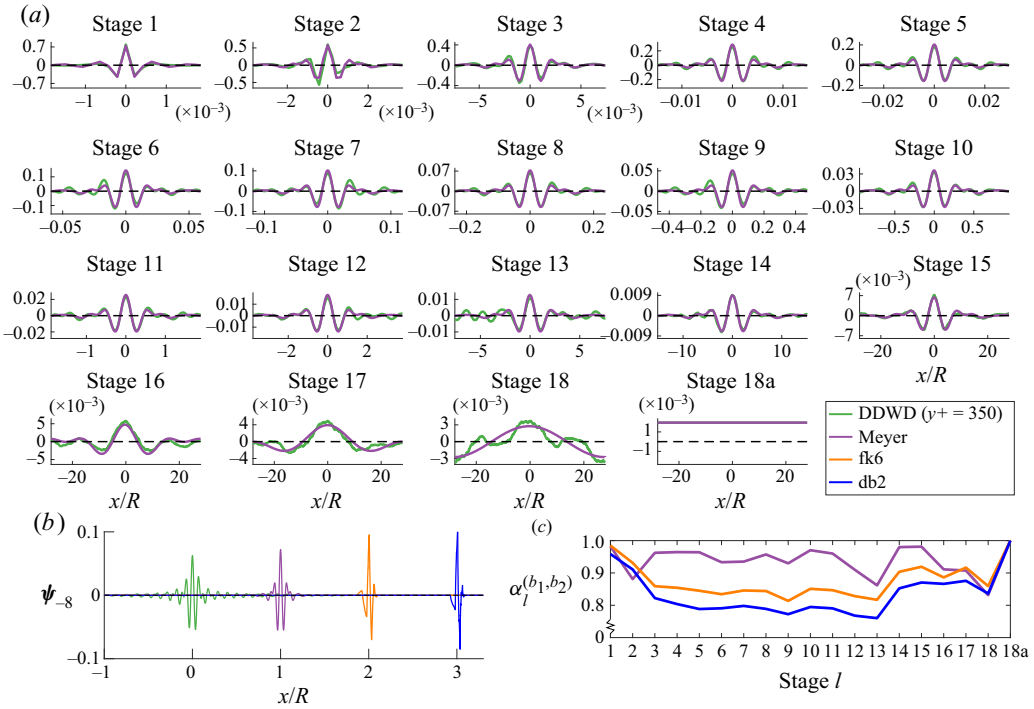 (a)
Stage 1 Stage 2 Stage 3 Stage 4 Stage 5
0.7 0 −0.7 0.5 0 −0.5 0.4 0 −0.4 0.2 0 −0.2 0.2 0 −0.2
−1 0 1 −2 0 2 −5 0 5 −0.01 0 0.01 −0.02 0 0.02
(×10−3) (×10−3) (×10−3)
Stage 6 Stage 7 Stage 8 Stage 9 Stage 10
0.1 0 −0.1 0.1 0 −0.1 0.07 0 −0.07 0.05 0 −0.05 0.03 0 −0.03
−0.05 0 0.05 −0.1 0 0.1 −0.2 0 0.2 −0.4 −0.2 0 0.2 0.4 −0.5 0 0.5
Stage 11 Stage 12 Stage 13 Stage 14 Stage 15
(×10−3)
0.02 0 −0.02 0.01 0 −0.01 0.01 0 −0.01 0.009 0 −0.009 7 0 −7
−1 0 1 −2 0 2 −5 0 5 −10 0 10 −20 0 20
x/R
Stage 16 Stage 17 Stage 18 Stage 18a
(×10−3) (×10−3) (×10−3) (×10−3)
5 0 −5 4 0 −3 3 0 −3 1 −1
−20 0 20 −20 0 20 −20 0 20 −20 0 20
x/R x/R x/R x/R
DDWD (y+ = 350)
Meyer
fk6
db2
(b)
0.1 0 −0.1
ψ−8
−1 0 1 2 3
x/R
(c)
1.0 0.9 0.8 0
αl(b1,b2)
1 2 3 4 5 6 7 8 9 10 11 12 13 14 15 16 17 18 18a
Stage l